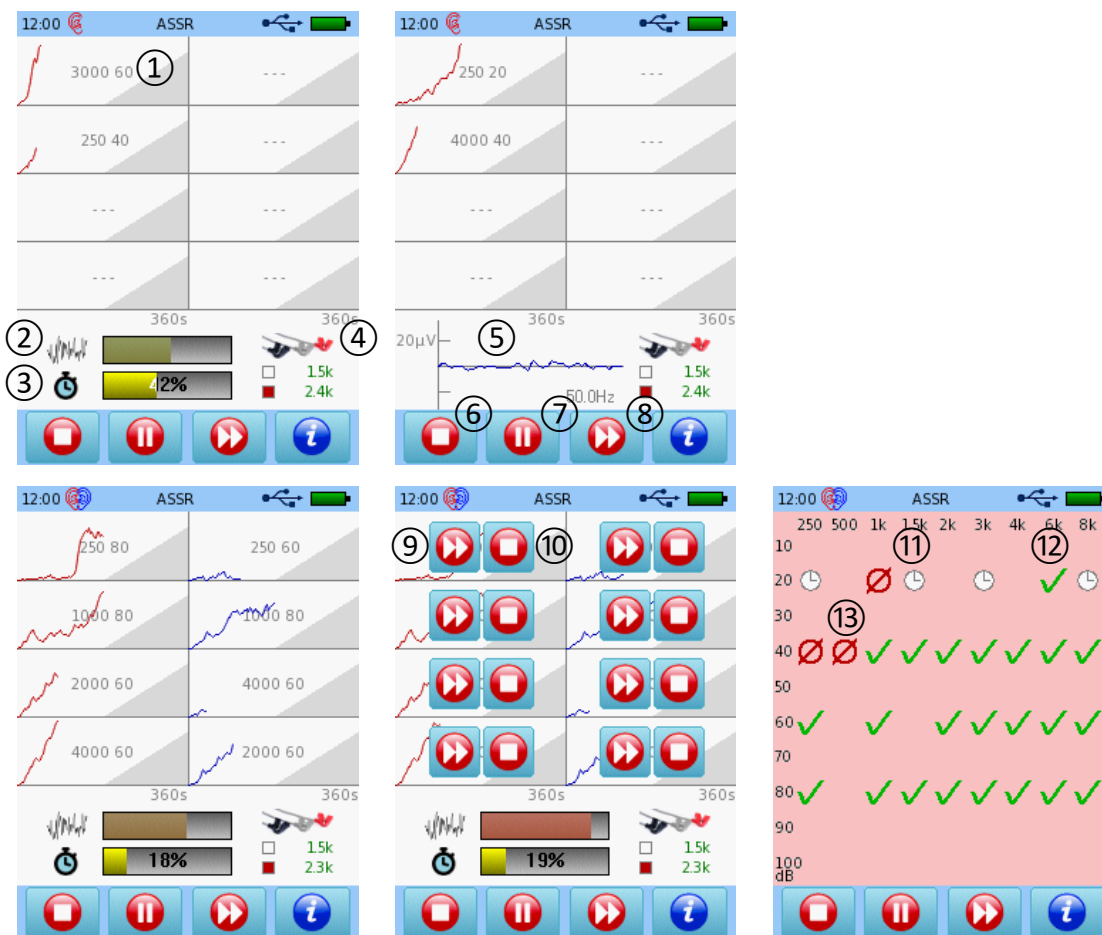 12:00 ASSR
3000 60 ① - - -
250 40 - - -
- - - - - -
- - - - - -
360s 360s
② ④
③ 42% 1.5k
2.4k
12:00 ASSR
250 20 - - -
4000 40 - - -
- - - - - -
- - - - - -
360s 360s
20µV ⑤
1.5k
50.0Hz 2.4k
⑥ ⑦ ⑧
12:00 ASSR
250 80 250 60
1000 80 1000 80
2000 60 4000 60
4000 60 2000 60
360s 360s
1.5k
18% 2.3k
12:00 ASSR
⑨ ⑩
360s 360s
1.5k
19% 2.3k
12:00 ASSR
250 500 1k 1.5k 2k 3k 4k 6k 8k
10 ⑪ ⑫
20
30
⑬
40
50
60
70
80
90
100
dB